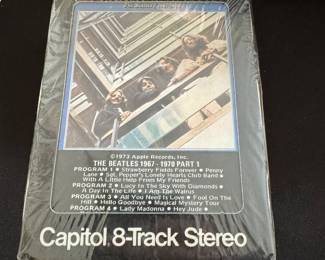 ©1973 Apple Records, Inc.
THE BEATLES 1967 - 1970 PART 1
PROGRAM 1 • Strawberry Fields Forever • Penny
Lane • Sgt. Pepper's Lonely Hearts Club Band •
With A Little Help From My Friends
PROGRAM 2 • Lucy In The Sky With Diamonds •
A Day In The Life • I Am The Walrus
PROGRAM 3 • All You Need Is Love • Fool On The
Hill • Hello Goodbye • Magical Mystery Tour
PROGRAM 4 • Lady Madonna • Hey Jude •
Capitol® 8-Track Stereo